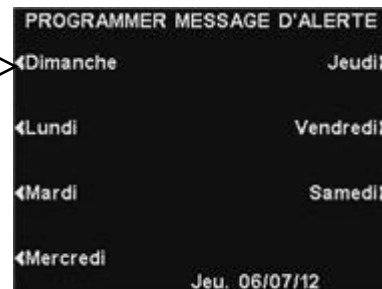 PROGRAMMER MESSAGE D'ALERTE
Dimanche Jeudi
Lundi Vendredi
Mardi Samedi
Mercredi
Jeu. 06/07/12